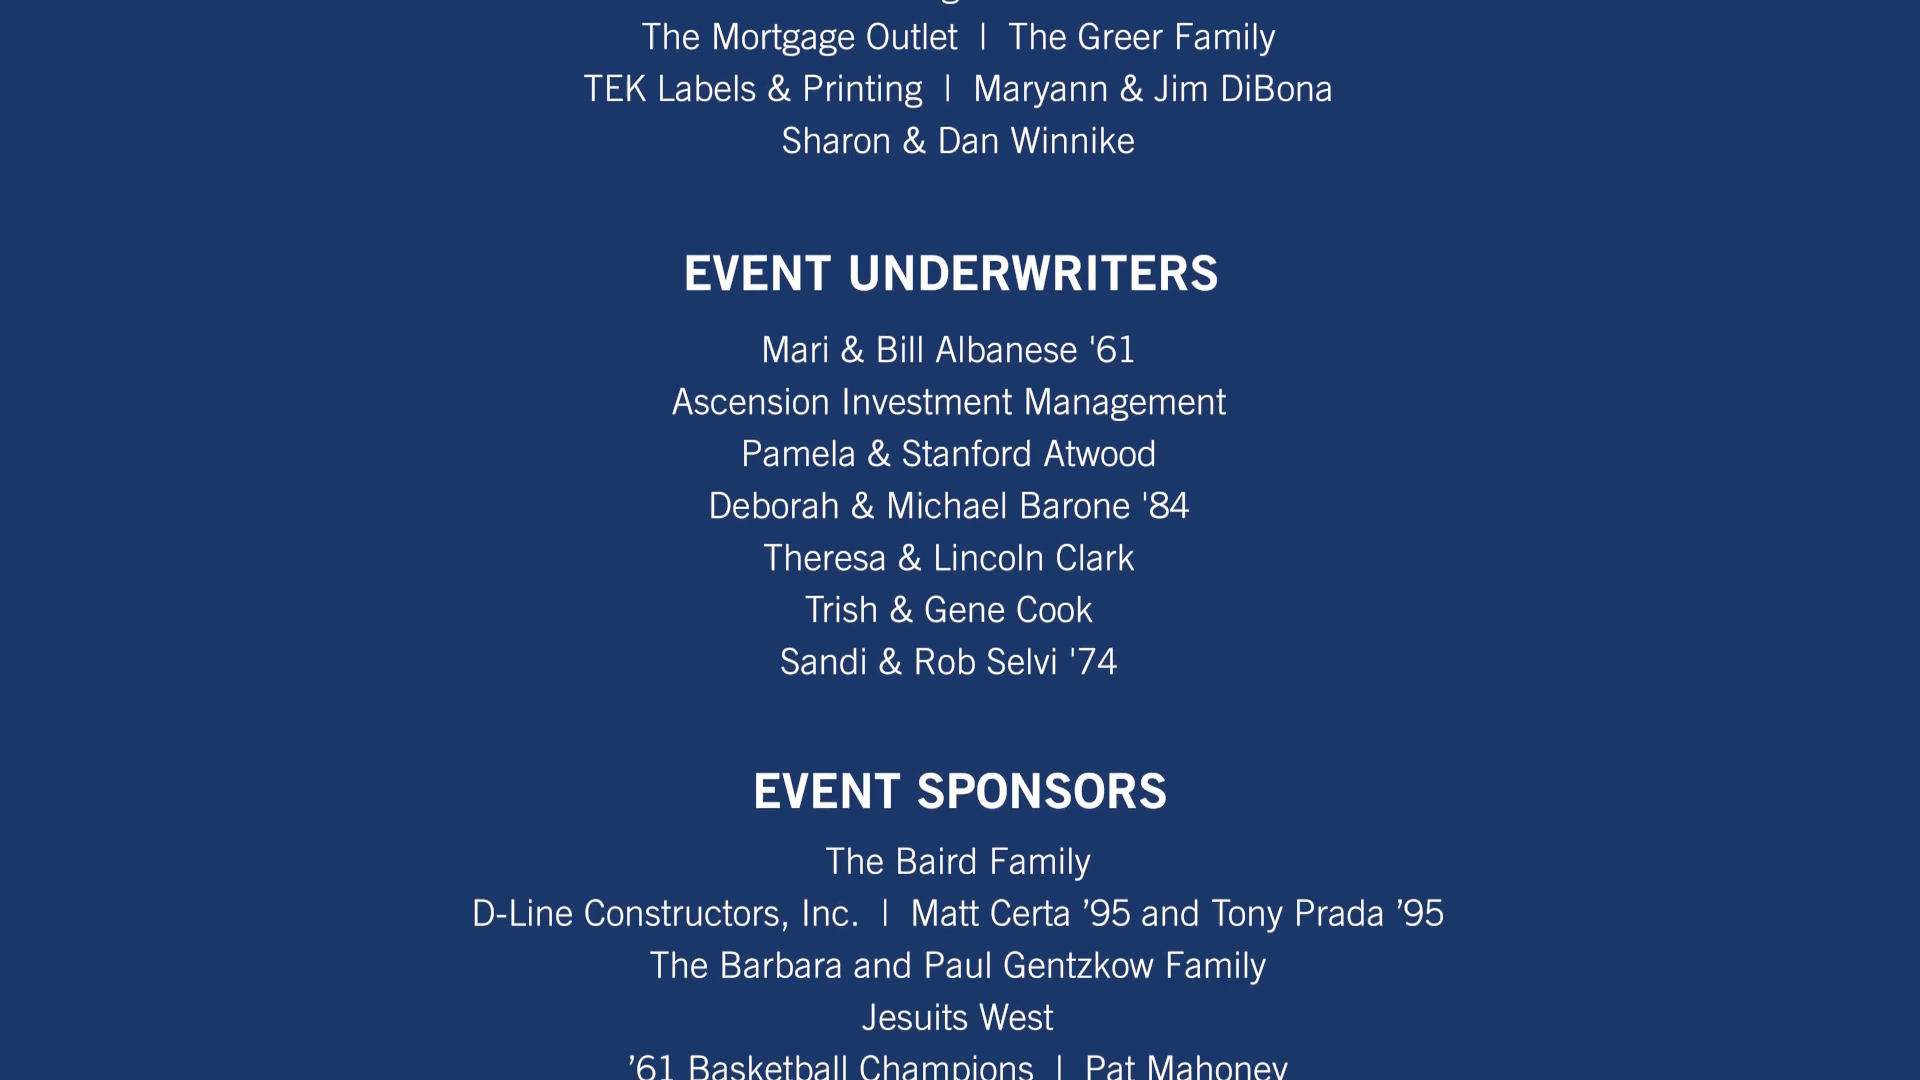 The Mortgage Outlet | The Greer Family
TEK Labels & Printing | Maryann & Jim DiBona
Sharon & Dan Winnike
EVENT UNDERWRITERS
Mari & Bill Albanese '61
Ascension Investment Management
Pamela & Stanford Atwood
Deborah & Michael Barone '84
Theresa & Lincoln Clark
Trish & Gene Cook
Sandi & Rob Selvi '74
EVENT SPONSORS
The Baird Family
D-Line Constructors, Inc. | Matt Certa ’95 and Tony Prada ’95
The Barbara and Paul Gentzkow Family
Jesuits West
’61 Basketball Champions | Pat Mahoney